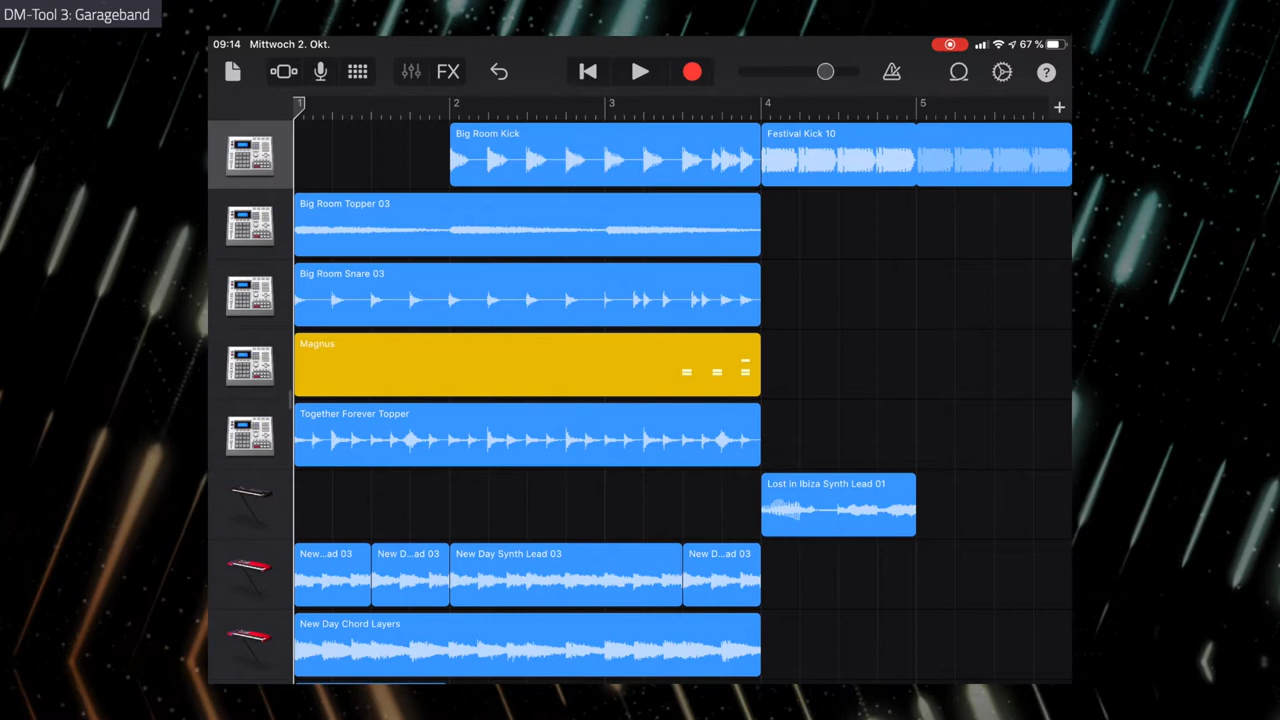 DM-Tool 3: Garageband
09:14 Mittwoch 2. Okt.
67 %
FX
?
1 2 3 4 5
Big Room Kick
Festival Kick 10
Big Room Topper 03
Big Room Snare 03
Magnus
Together Forever Topper
Lost in Ibiza Synth Lead 01
New...ad 03
New D...ad 03
New Day Synth Lead 03
New D...ad 03
New Day Chord Layers